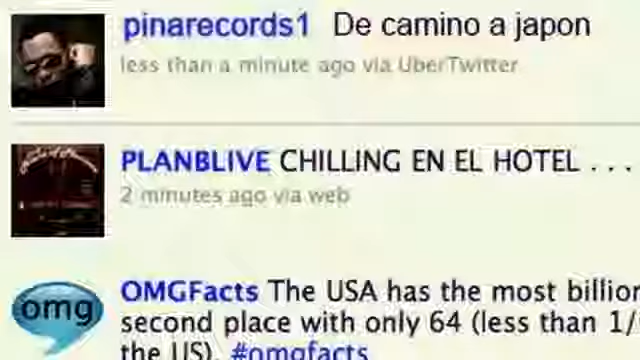 pinarecords1 De camino a japon
less than a minute ago via UberTwitter
PLANBLIVE CHILLING EN EL HOTEL . . .
2 minutes ago via web
omg
OMGFacts The USA has the most billion
second place with only 64 (less than 1/
the US). #omgfacts